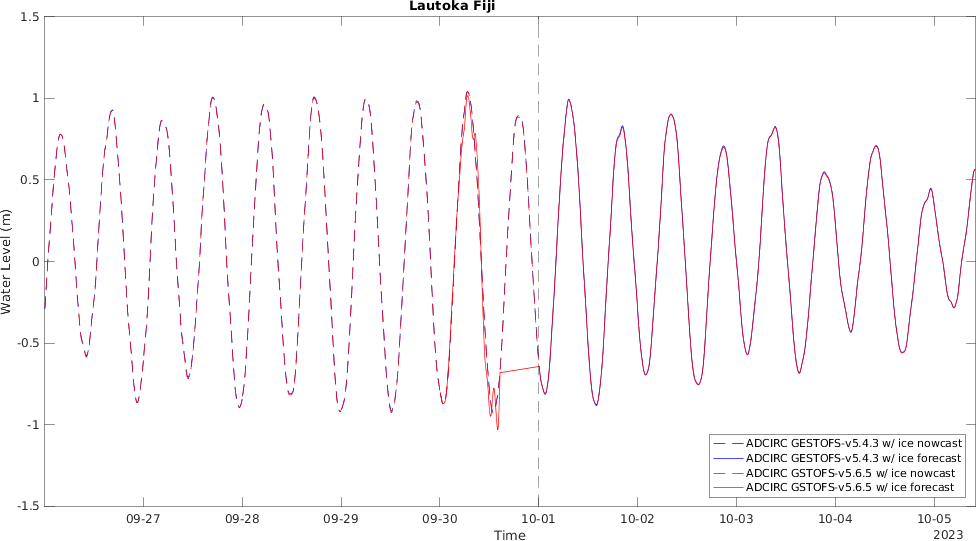 Lautoka Fiji
1.5
1
0.5
0
-0.5
-1
-1.5
Water Level (m)
ADCIRC GESTOFS-v5.4.3 w/ ice nowcast
ADCIRC GESTOFS-v5.4.3 w/ ice forecast
ADCIRC GSTOFS-v5.6.5 w/ ice nowcast
ADCIRC GSTOFS-v5.6.5 w/ ice forecast
09-27 09-28 09-29 09-30 10-01 10-02 10-03 10-04 10-05
Time
2023